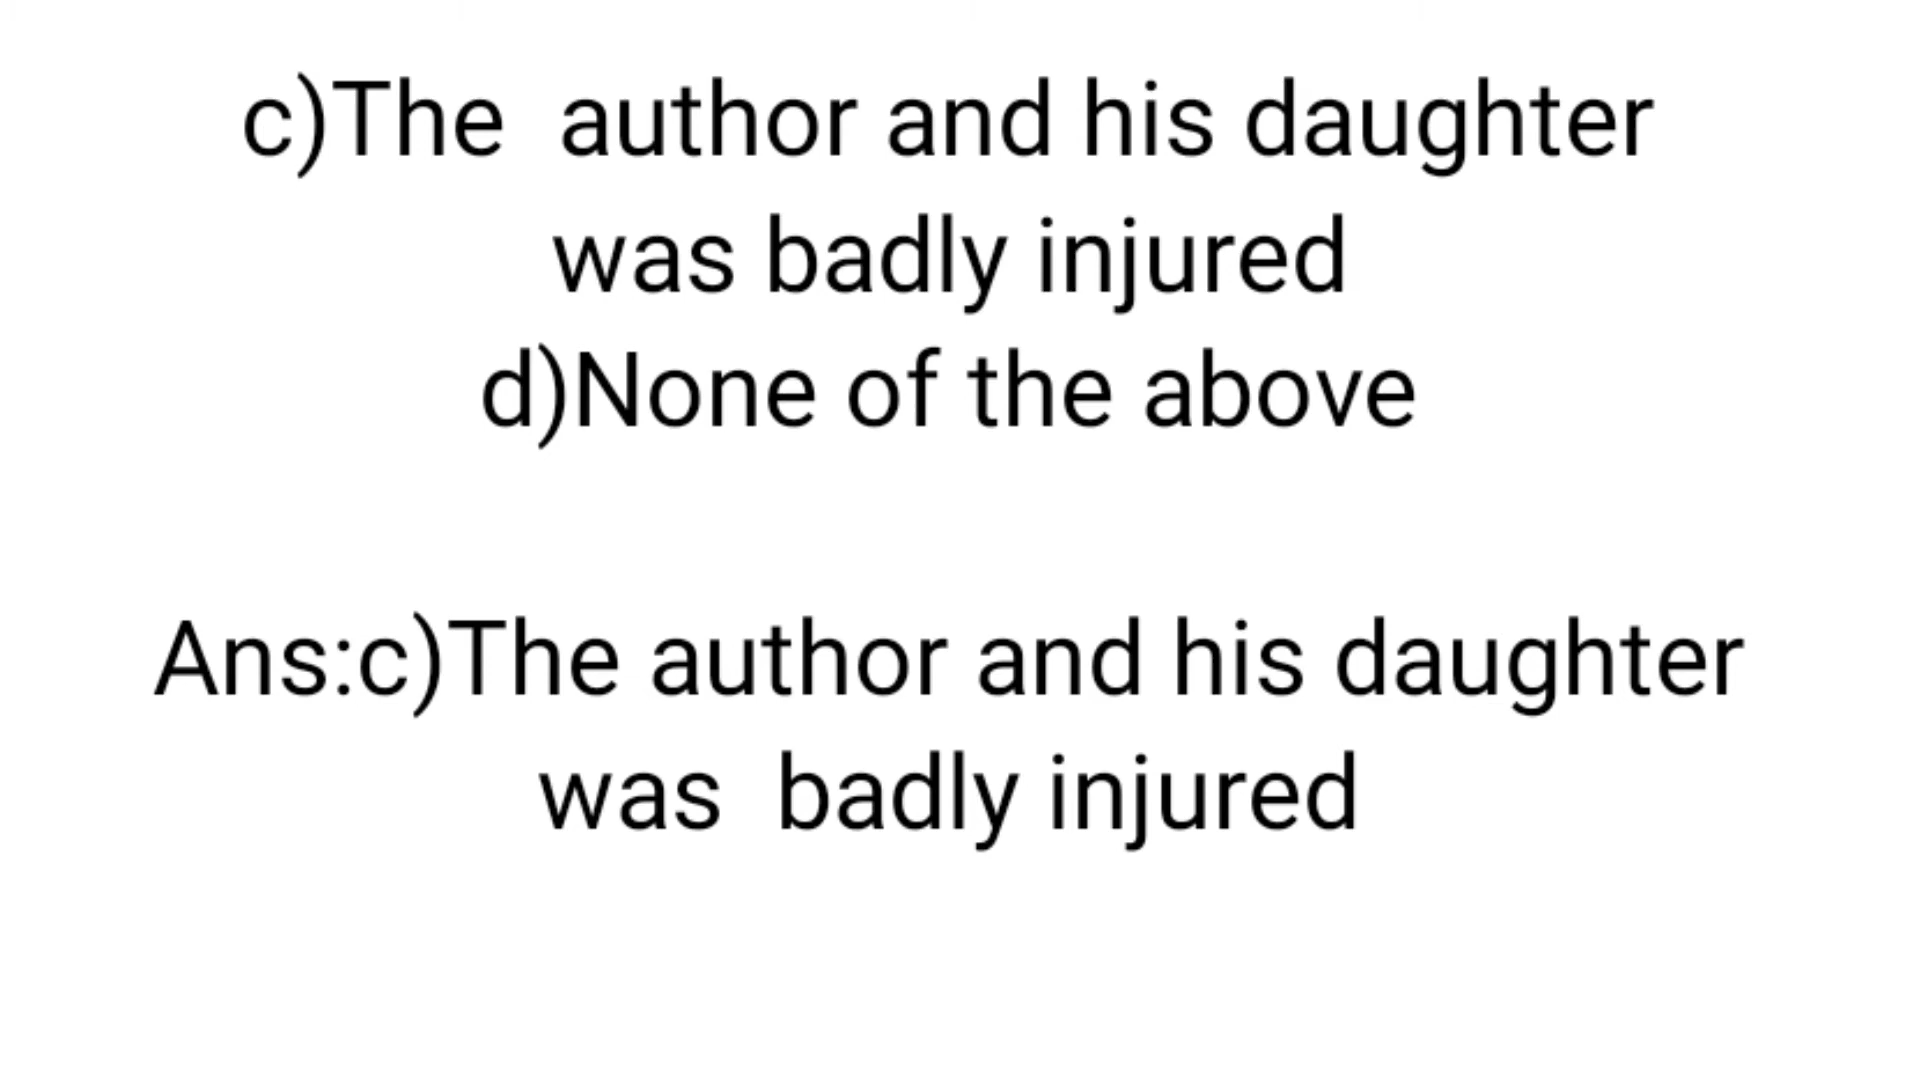 c)The  author and his daughter
was badly injured
d)None of the above
Ans:c)The author and his daughter
was  badly injured